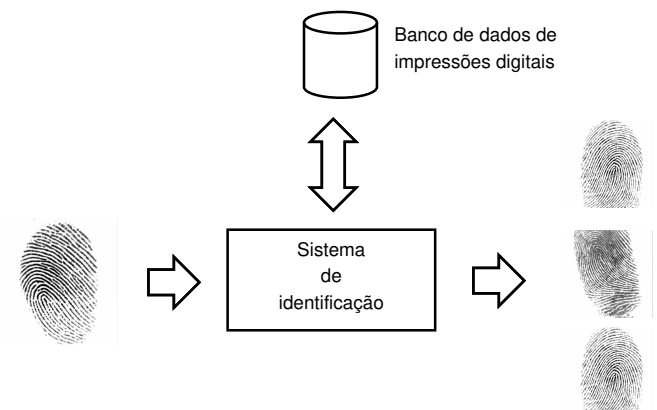 Banco de dados de
impressões digitais
Sistema
de
identificação